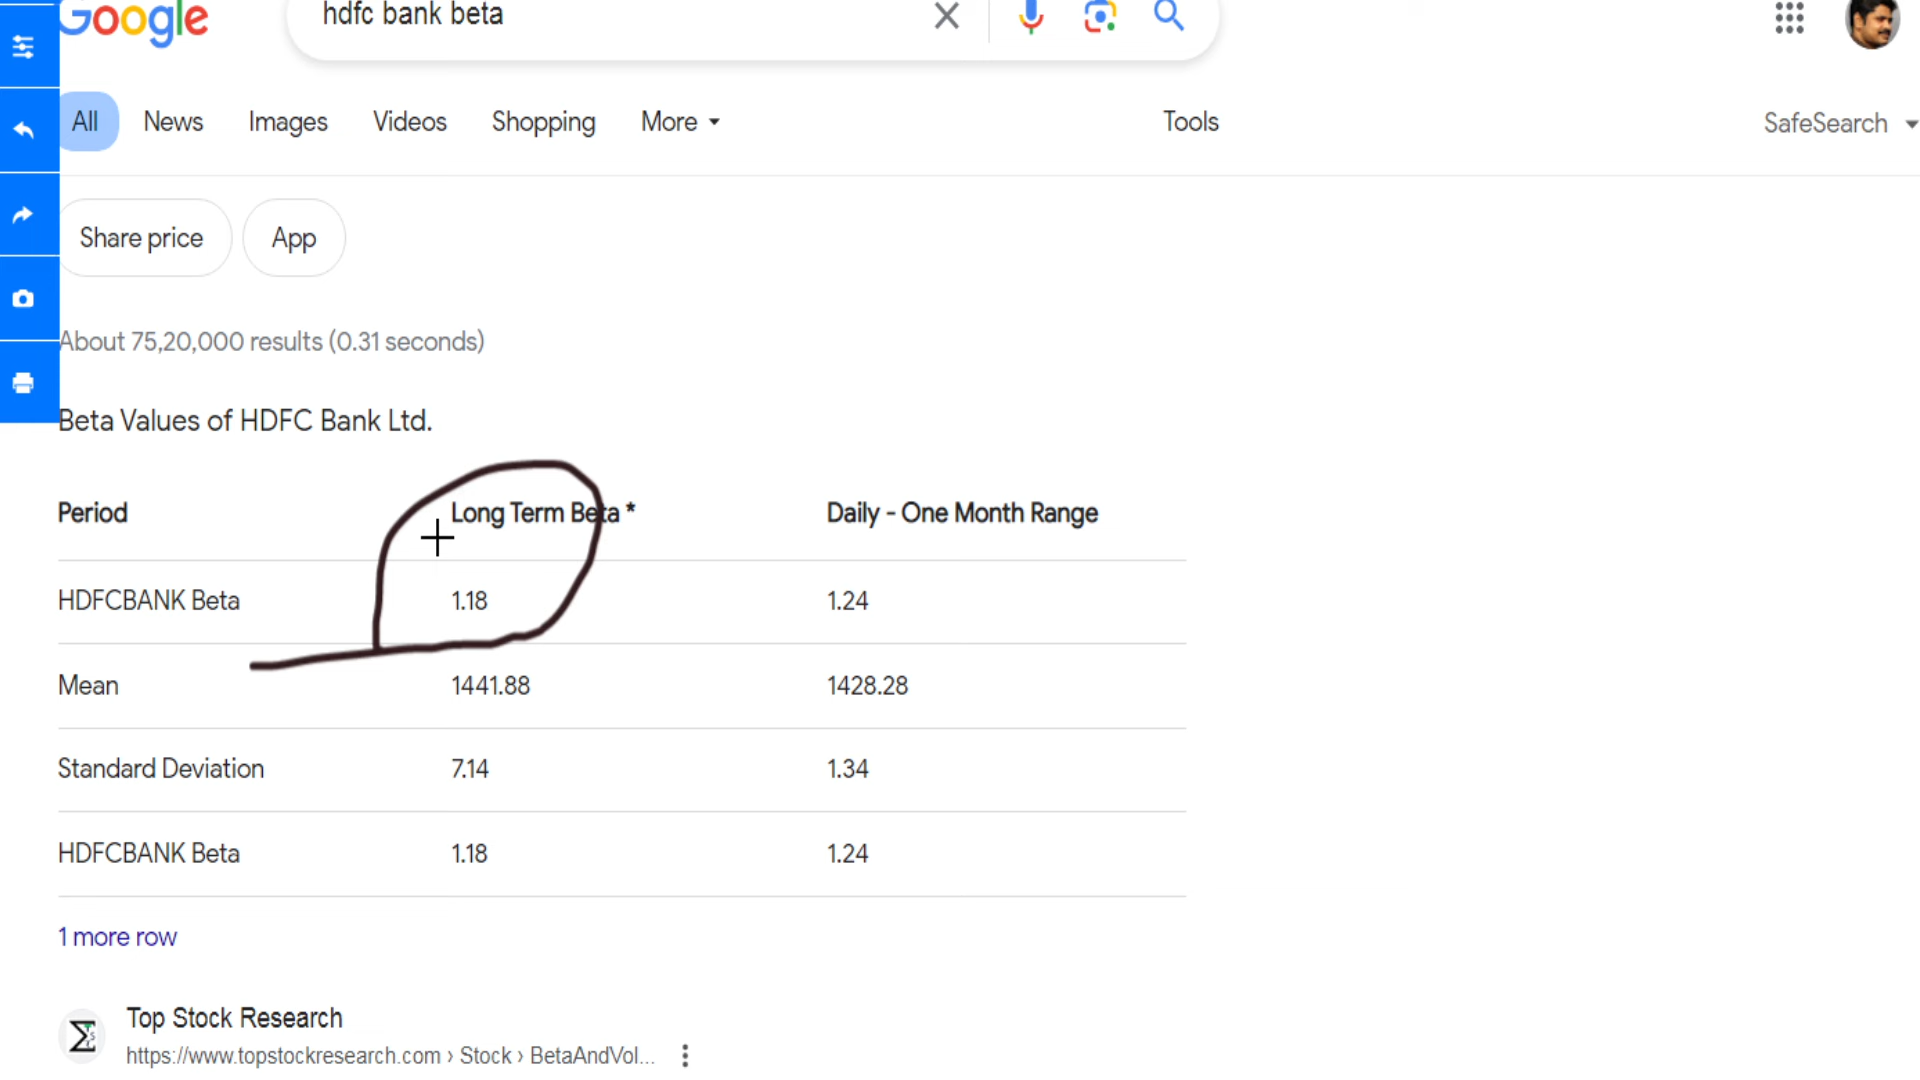 Google
hdfc bank beta
All News Images Videos Shopping More Tools SafeSearch
Share price App
About 75,20,000 results (0.31 seconds)
Beta Values of HDFC Bank Ltd.
Period Long Term Beta * Daily - One Month Range
HDFCBANK Beta 1.18 1.24
Mean 1441.88 1428.28
Standard Deviation 7.14 1.34
HDFCBANK Beta 1.18 1.24
1 more row
Top Stock Research
https://www.topstockresearch.com › Stock › BetaAndVol...